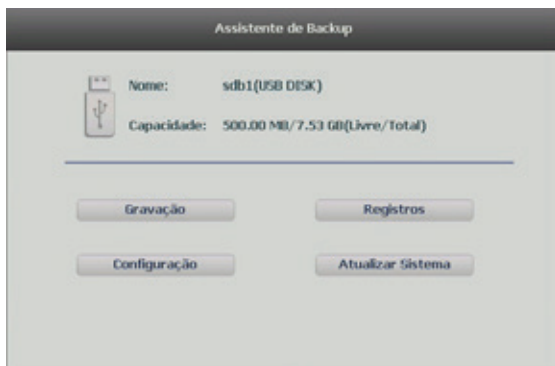 Assistente de Backup
Nome: sdb1(USB DISK)
Capacidade: 500.00 MB/7.53 GB(Livre/Total)
Gravação Registros
Configuração Atualizar Sistema